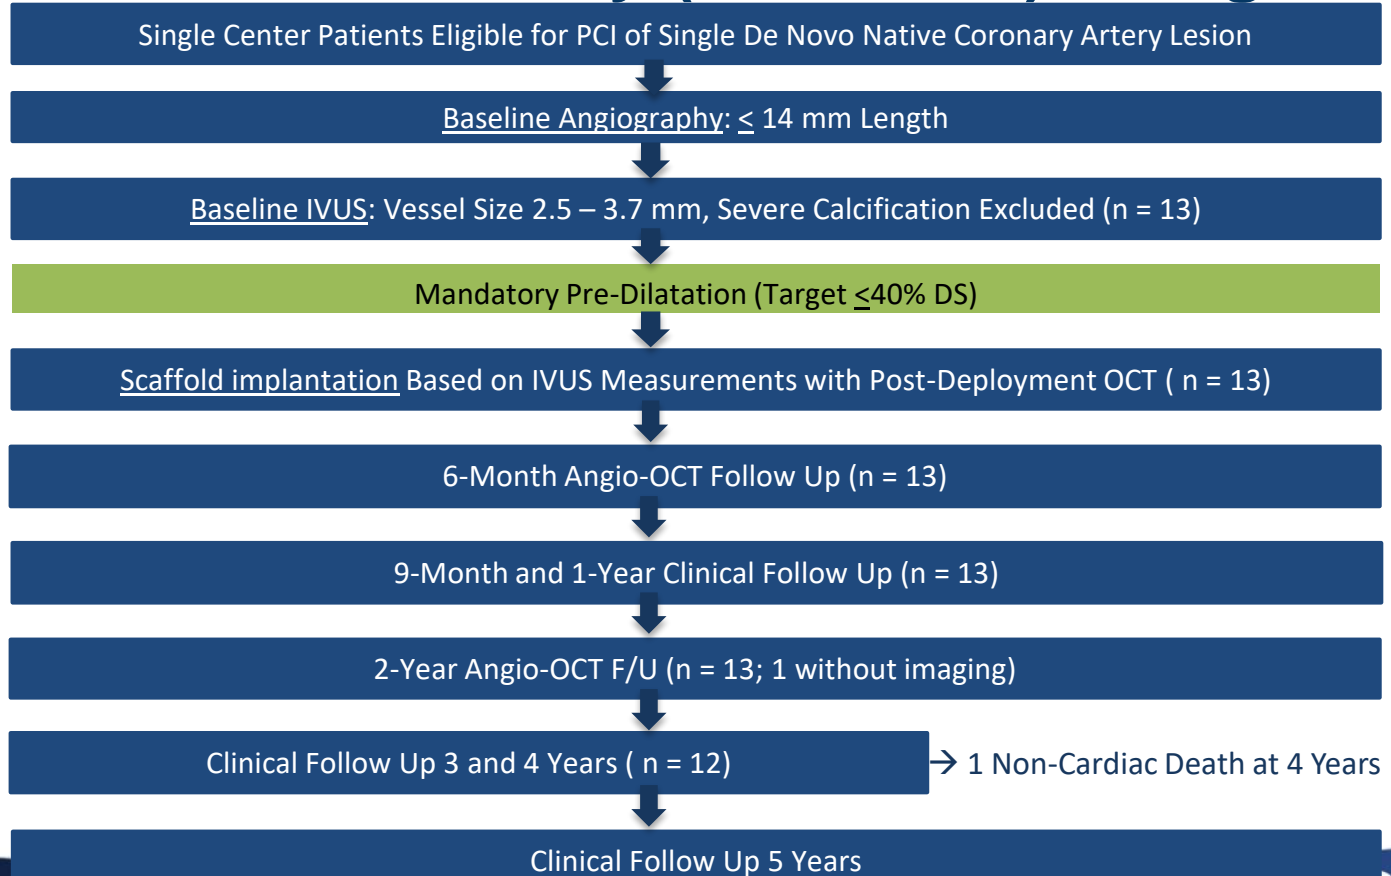 Single Center Patients Eligible for PCI of Single De Novo Native Coronary Artery Lesion
Baseline Angiography: ≤ 14 mm Length
Baseline IVUS: Vessel Size 2.5 – 3.7 mm, Severe Calcification Excluded (n = 13)
Mandatory Pre-Dilatation (Target ≤40% DS)
Scaffold implantation Based on IVUS Measurements with Post-Deployment OCT ( n = 13)
6-Month Angio-OCT Follow Up (n = 13)
9-Month and 1-Year Clinical Follow Up (n = 13)
2-Year Angio-OCT F/U (n = 13; 1 without imaging)
Clinical Follow Up 3 and 4 Years ( n = 12) → 1 Non-Cardiac Death at 4 Years
Clinical Follow Up 5 Years